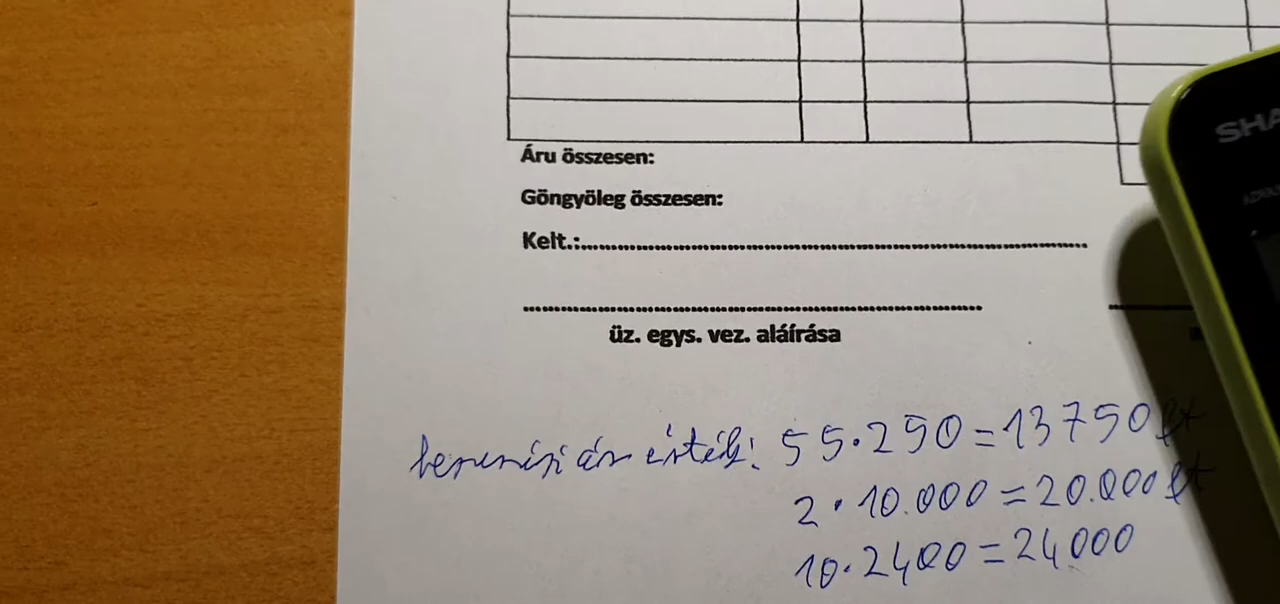 SHA
Áru összesen:
Göngyöleg összesen:
Kelt.:
üz. egys. vez. aláírása
beszerzési ár érték: 55·250=13750 Ft
2·10.000=20.000 Ft
10·2400=24000